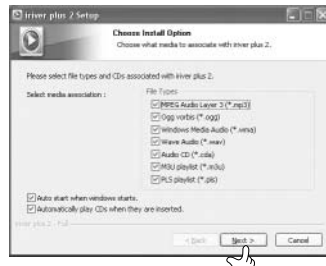 iriver plus 2 Setup
Choose Install Option
Choose what media to associate with iriver plus 2.
Please select file types and CDs associated with iriver plus 2.
Select media association :
File Types
MPEG Audio Layer 3 (*.mp3)
Ogg vorbis (*.ogg)
Windows Media Audio (*.wma)
Wave Audio (*.wav)
Audio CD (*.cda)
M3U playlist (*.m3u)
PLS playlist (*.pls)
Auto start when windows starts.
Automatically play CDs when they are inserted.
iriver plus 2 - Full
< Back
Next >
Cancel